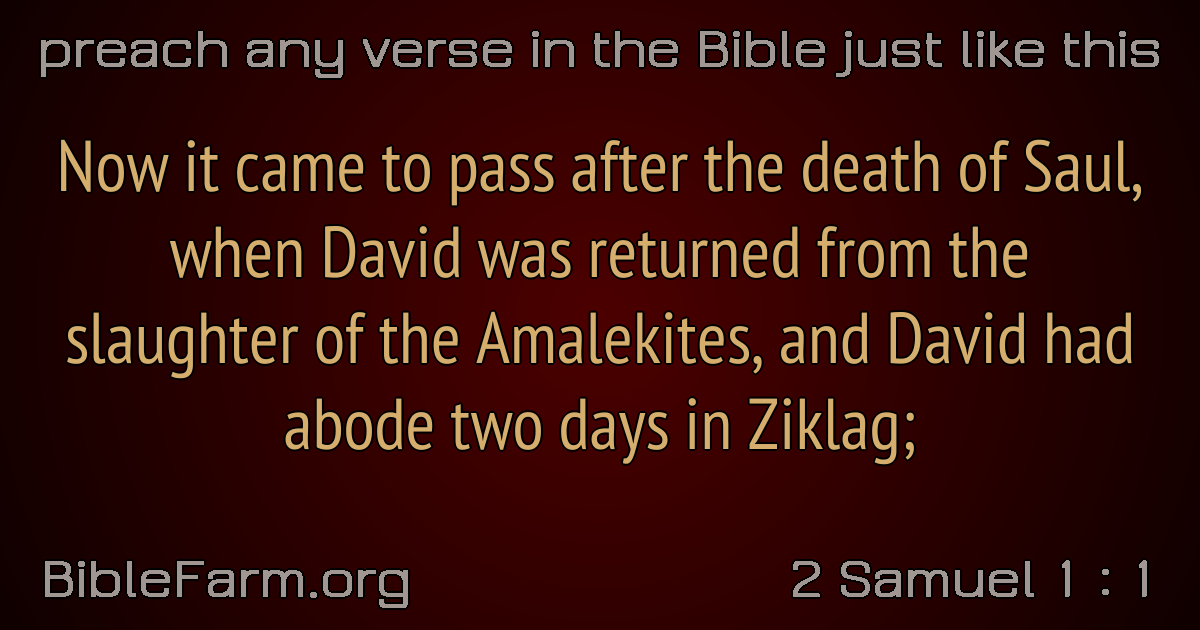 preach any verse in the Bible just like this
Now it came to pass after the death of Saul,
when David was returned from the
slaughter of the Amalekites, and David had
abode two days in Ziklag;
BibleFarm.org
2 Samuel 1 : 1